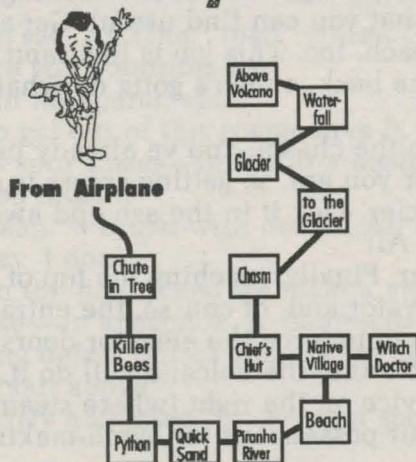 From Airplane
Above
Volcano
Water-
fall
Glacier
to the
Glacier
Chasm
Chute
in Tree
Killer
Bees
Python
Quick
Sand
Piranha
River
Beach
Chief's
Hut
Native
Village
Witch
Doctor